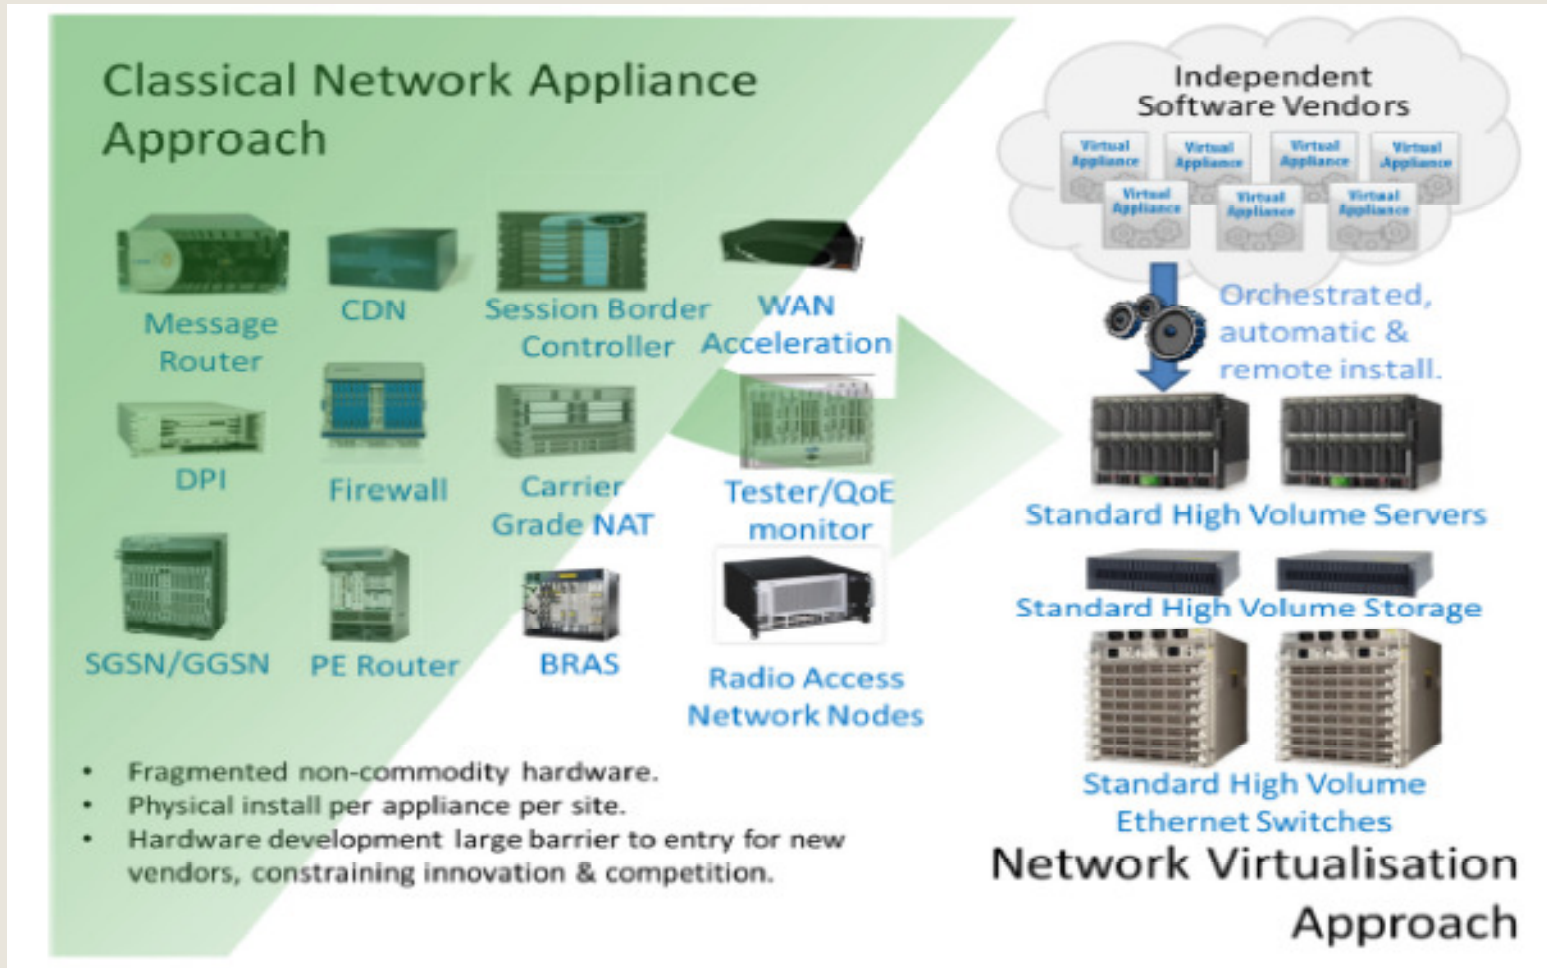 Classical Network Appliance
Approach
Message
Router
CDN
Session Border
Controller
WAN
Acceleration
DPI
Firewall
Carrier
Grade NAT
Tester/QoE
monitor
SGSN/GGSN
PE Router
BRAS
Radio Access
Network Nodes
• Fragmented non-commodity hardware.
• Physical install per appliance per site.
• Hardware development large barrier to entry for new
vendors, constraining innovation & competition.
Independent
Software Vendors
Virtual
Appliance
Virtual
Appliance
Virtual
Appliance
Virtual
Appliance
Virtual
Appliance
Virtual
Appliance
Virtual
Appliance
Orchestrated,
automatic &
remote install.
Standard High Volume Servers
Standard High Volume Storage
Standard High Volume
Ethernet Switches
Network Virtualisation
Approach